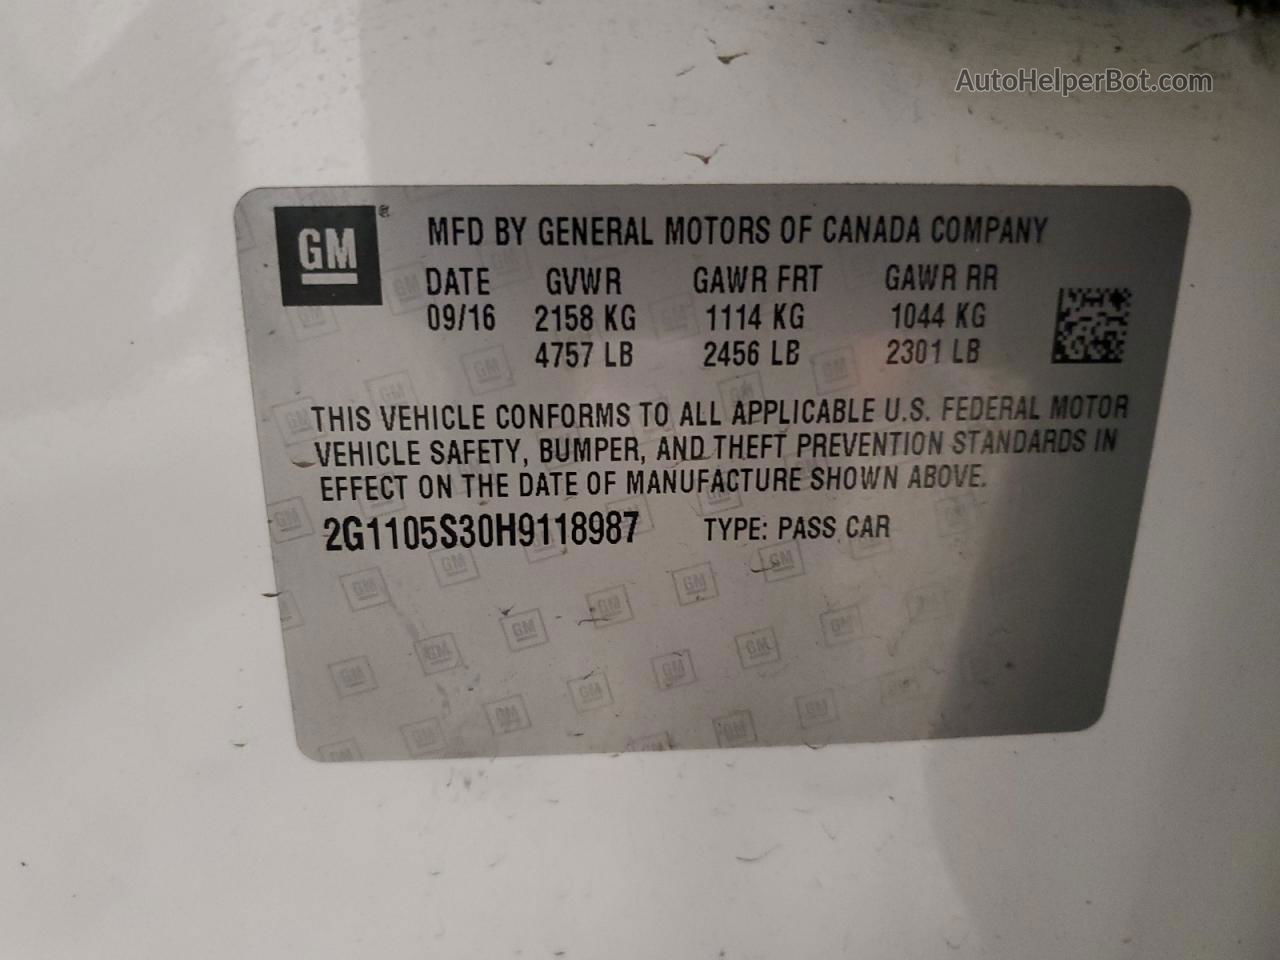 AutoHelperBot.com
GM® MFD BY GENERAL MOTORS OF CANADA COMPANY
DATE GVWR GAWR FRT GAWR RR
09/16 2158 KG 1114 KG 1044 KG
4757 LB 2456 LB 2301 LB
THIS VEHICLE CONFORMS TO ALL APPLICABLE U.S. FEDERAL MOTOR
VEHICLE SAFETY, BUMPER, AND THEFT PREVENTION STANDARDS IN
EFFECT ON THE DATE OF MANUFACTURE SHOWN ABOVE.
2G1105S30H9118987 TYPE: PASS CAR